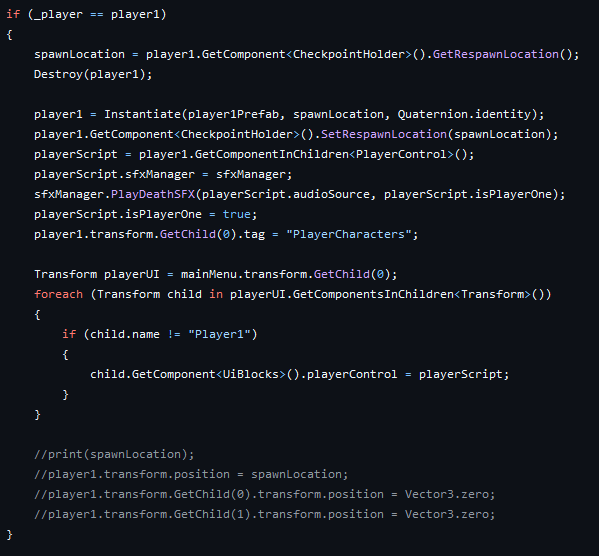 if (_player == player1)
{
    spawnLocation = player1.GetComponent<CheckpointHolder>().GetRespawnLocation();
    Destroy(player1);

    player1 = Instantiate(player1Prefab, spawnLocation, Quaternion.identity);
    player1.GetComponent<CheckpointHolder>().SetRespawnLocation(spawnLocation);
    playerScript = player1.GetComponentInChildren<PlayerControl>();
    playerScript.sfxManager = sfxManager;
    sfxManager.PlayDeathSFX(playerScript.audioSource, playerScript.isPlayerOne);
    playerScript.isPlayerOne = true;
    player1.transform.GetChild(0).tag = "PlayerCharacters";

    Transform playerUI = mainMenu.transform.GetChild(0);
    foreach (Transform child in playerUI.GetComponentsInChildren<Transform>())
    {
        if (child.name != "Player1")
        {
            child.GetComponent<UiBlocks>().playerControl = playerScript;
        }
    }

    //print(spawnLocation);
    //player1.transform.position = spawnLocation;
    //player1.transform.GetChild(0).transform.position = Vector3.zero;
    //player1.transform.GetChild(1).transform.position = Vector3.zero;
}